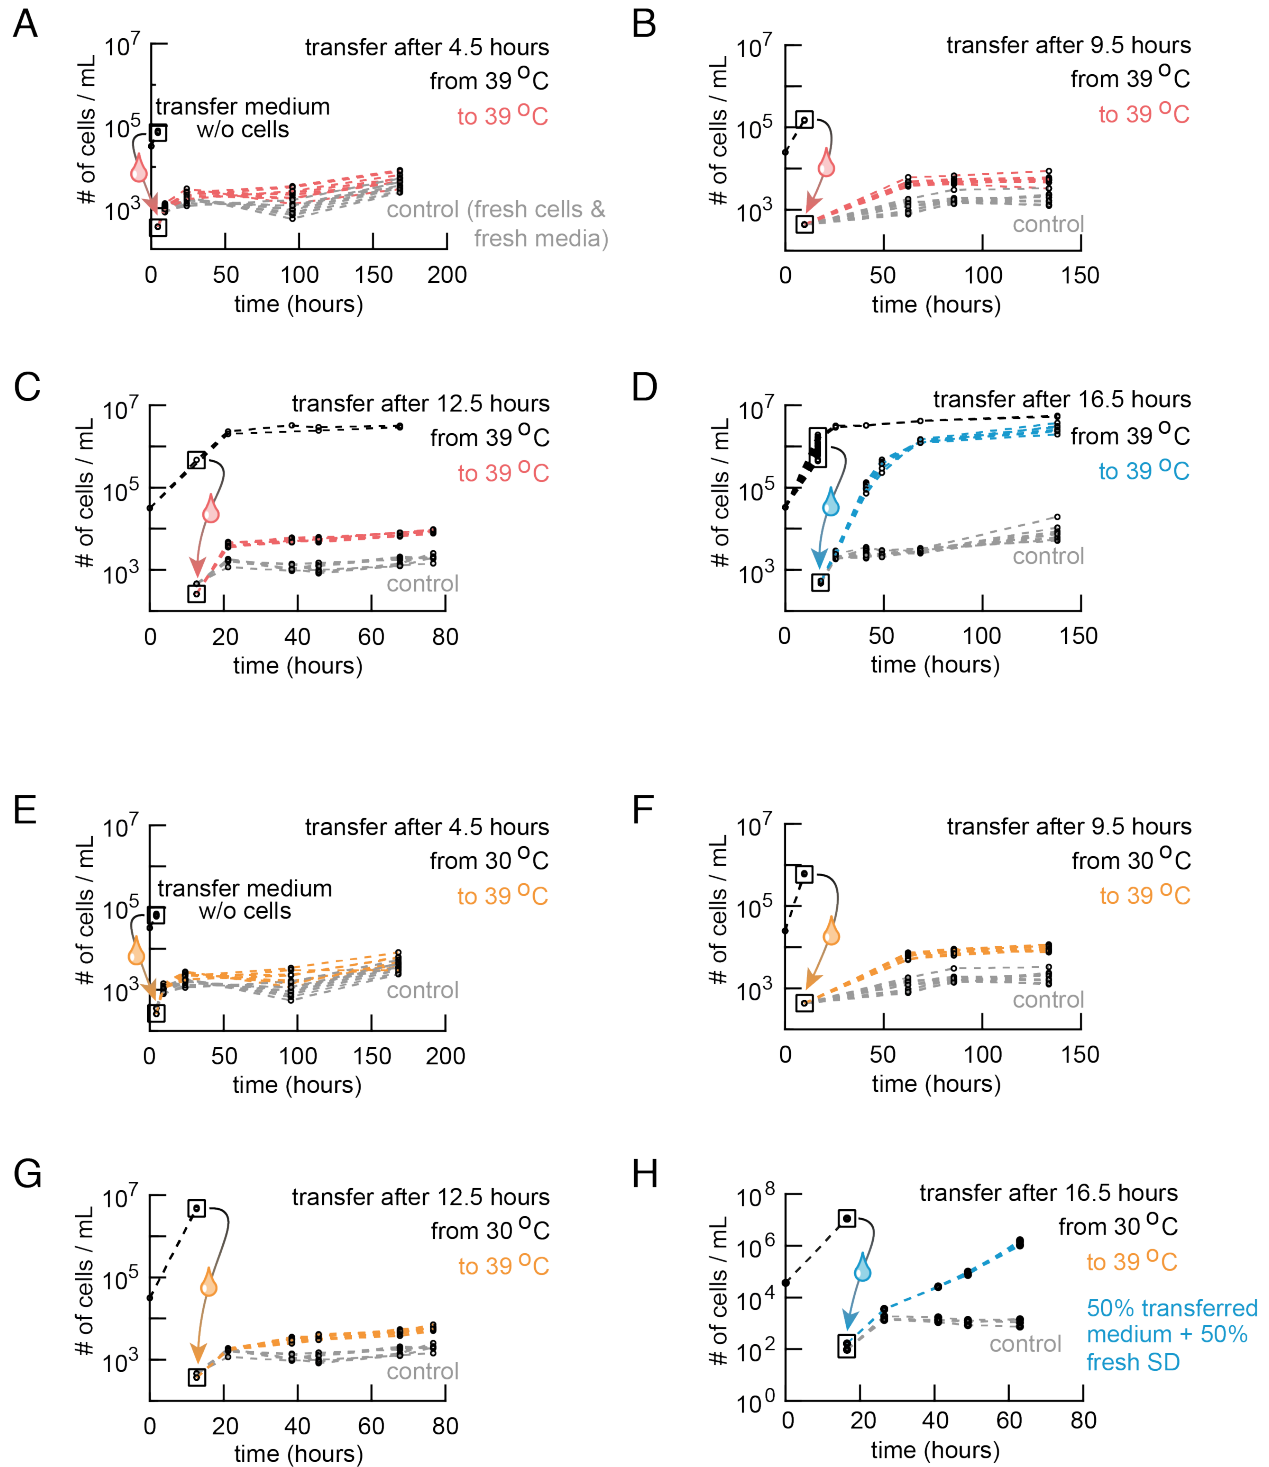 A
transfer after 4.5 hours
from 39 °C
to 39 °C
transfer medium
w/o cells
control (fresh cells &
fresh media)
# of cells / mL
10^7
10^5
10^3
0 50 100 150 200
time (hours)
B
transfer after 9.5 hours
from 39 °C
to 39 °C
control
# of cells / mL
10^7
10^5
10^3
0 50 100 150
time (hours)
C
transfer after 12.5 hours
from 39 °C
to 39 °C
control
# of cells / mL
10^7
10^5
10^3
0 20 40 60 80
time (hours)
D
transfer after 16.5 hours
from 39 °C
to 39 °C
control
# of cells / mL
10^7
10^5
10^3
0 50 100 150
time (hours)
E
transfer after 4.5 hours
from 30 °C
to 39 °C
transfer medium
w/o cells
control
# of cells / mL
10^7
10^5
10^3
0 50 100 150 200
time (hours)
F
transfer after 9.5 hours
from 30 °C
to 39 °C
control
# of cells / mL
10^7
10^5
10^3
0 50 100 150
time (hours)
G
transfer after 12.5 hours
from 30 °C
to 39 °C
control
# of cells / mL
10^7
10^5
10^3
0 20 40 60 80
time (hours)
H
transfer after 16.5 hours
from 30 °C
to 39 °C
50% transferred
medium + 50%
fresh SD
control
# of cells / mL
10^8
10^6
10^4
10^2
10^0
0 20 40 60 80
time (hours)